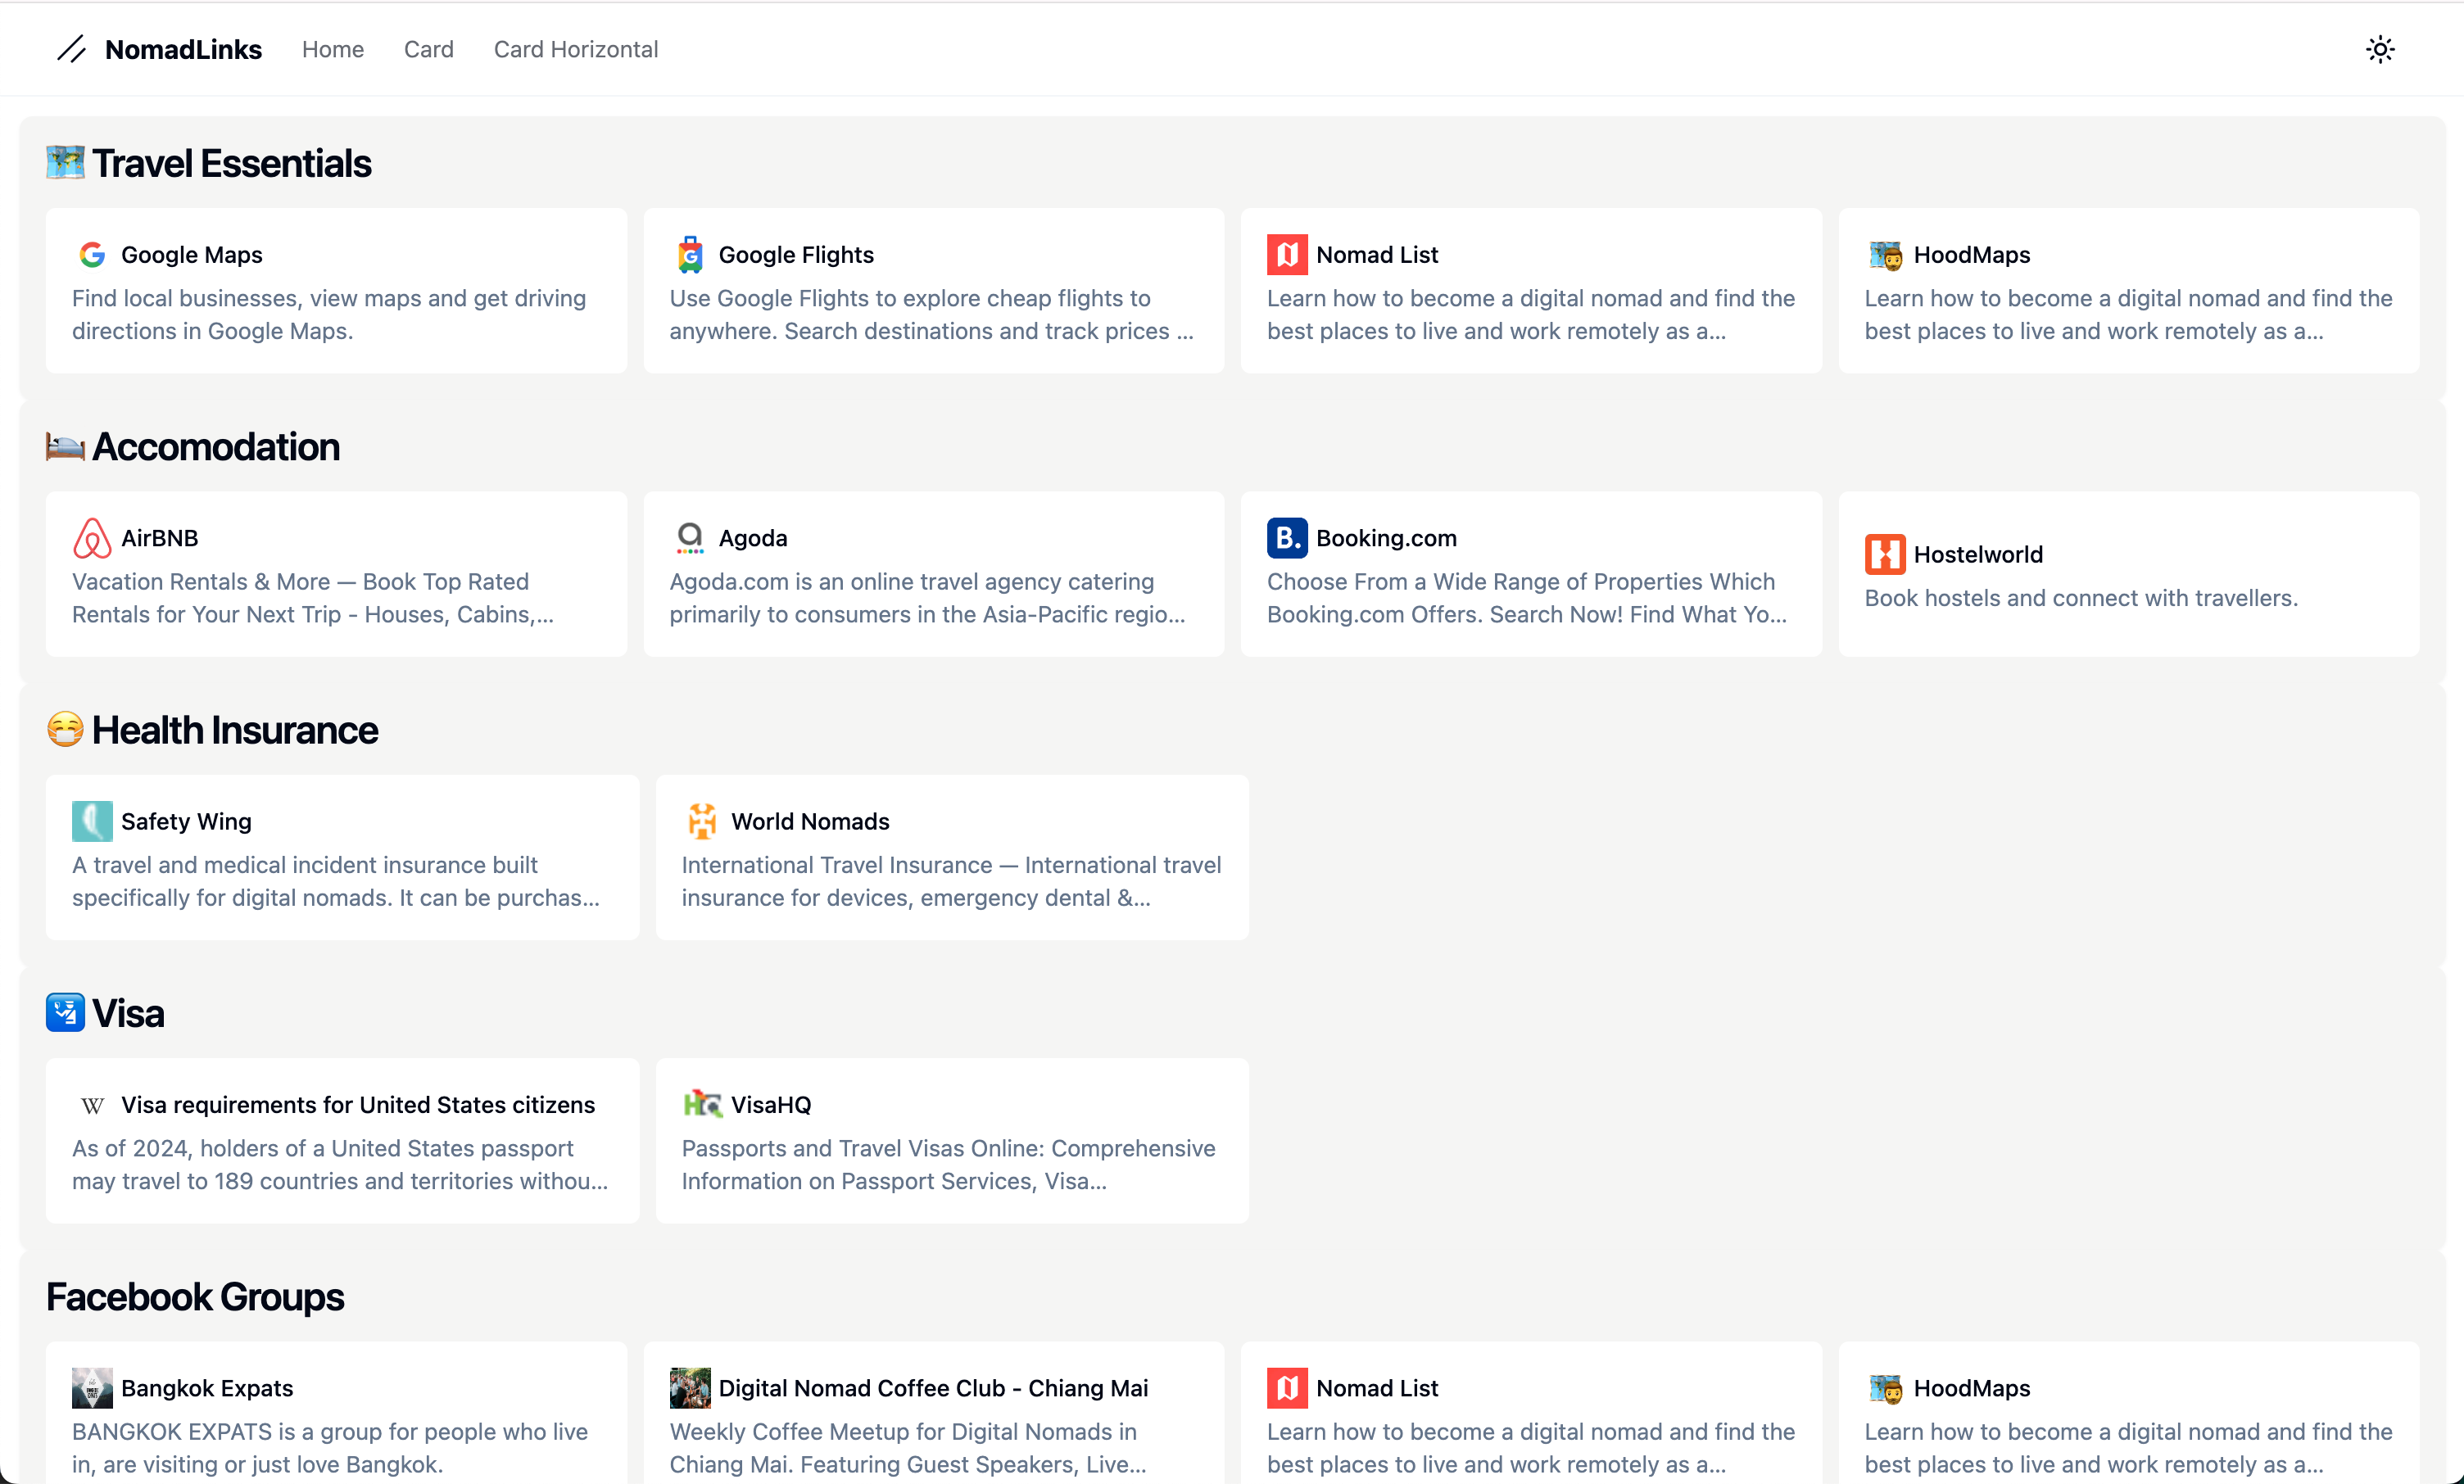 NomadLinks Home Card Card Horizontal
Travel Essentials
Google Maps
Find local businesses, view maps and get driving
directions in Google Maps.
Google Flights
Use Google Flights to explore cheap flights to
anywhere. Search destinations and track prices ...
Nomad List
Learn how to become a digital nomad and find the
best places to live and work remotely as a...
HoodMaps
Learn how to become a digital nomad and find the
best places to live and work remotely as a...
Accomodation
AirBNB
Vacation Rentals & More — Book Top Rated
Rentals for Your Next Trip - Houses, Cabins,...
Agoda
Agoda.com is an online travel agency catering
primarily to consumers in the Asia-Pacific regio...
B. Booking.com
Choose From a Wide Range of Properties Which
Booking.com Offers. Search Now! Find What Yo...
Hostelworld
Book hostels and connect with travellers.
Health Insurance
Safety Wing
A travel and medical incident insurance built
specifically for digital nomads. It can be purchas...
World Nomads
International Travel Insurance — International travel
insurance for devices, emergency dental &...
Visa
W Visa requirements for United States citizens
As of 2024, holders of a United States passport
may travel to 189 countries and territories withou...
VisaHQ
Passports and Travel Visas Online: Comprehensive
Information on Passport Services, Visa...
Facebook Groups
Bangkok Expats
BANGKOK EXPATS is a group for people who live
in, are visiting or just love Bangkok.
Digital Nomad Coffee Club - Chiang Mai
Weekly Coffee Meetup for Digital Nomads in
Chiang Mai. Featuring Guest Speakers, Live...
Nomad List
Learn how to become a digital nomad and find the
best places to live and work remotely as a...
HoodMaps
Learn how to become a digital nomad and find the
best places to live and work remotely as a...